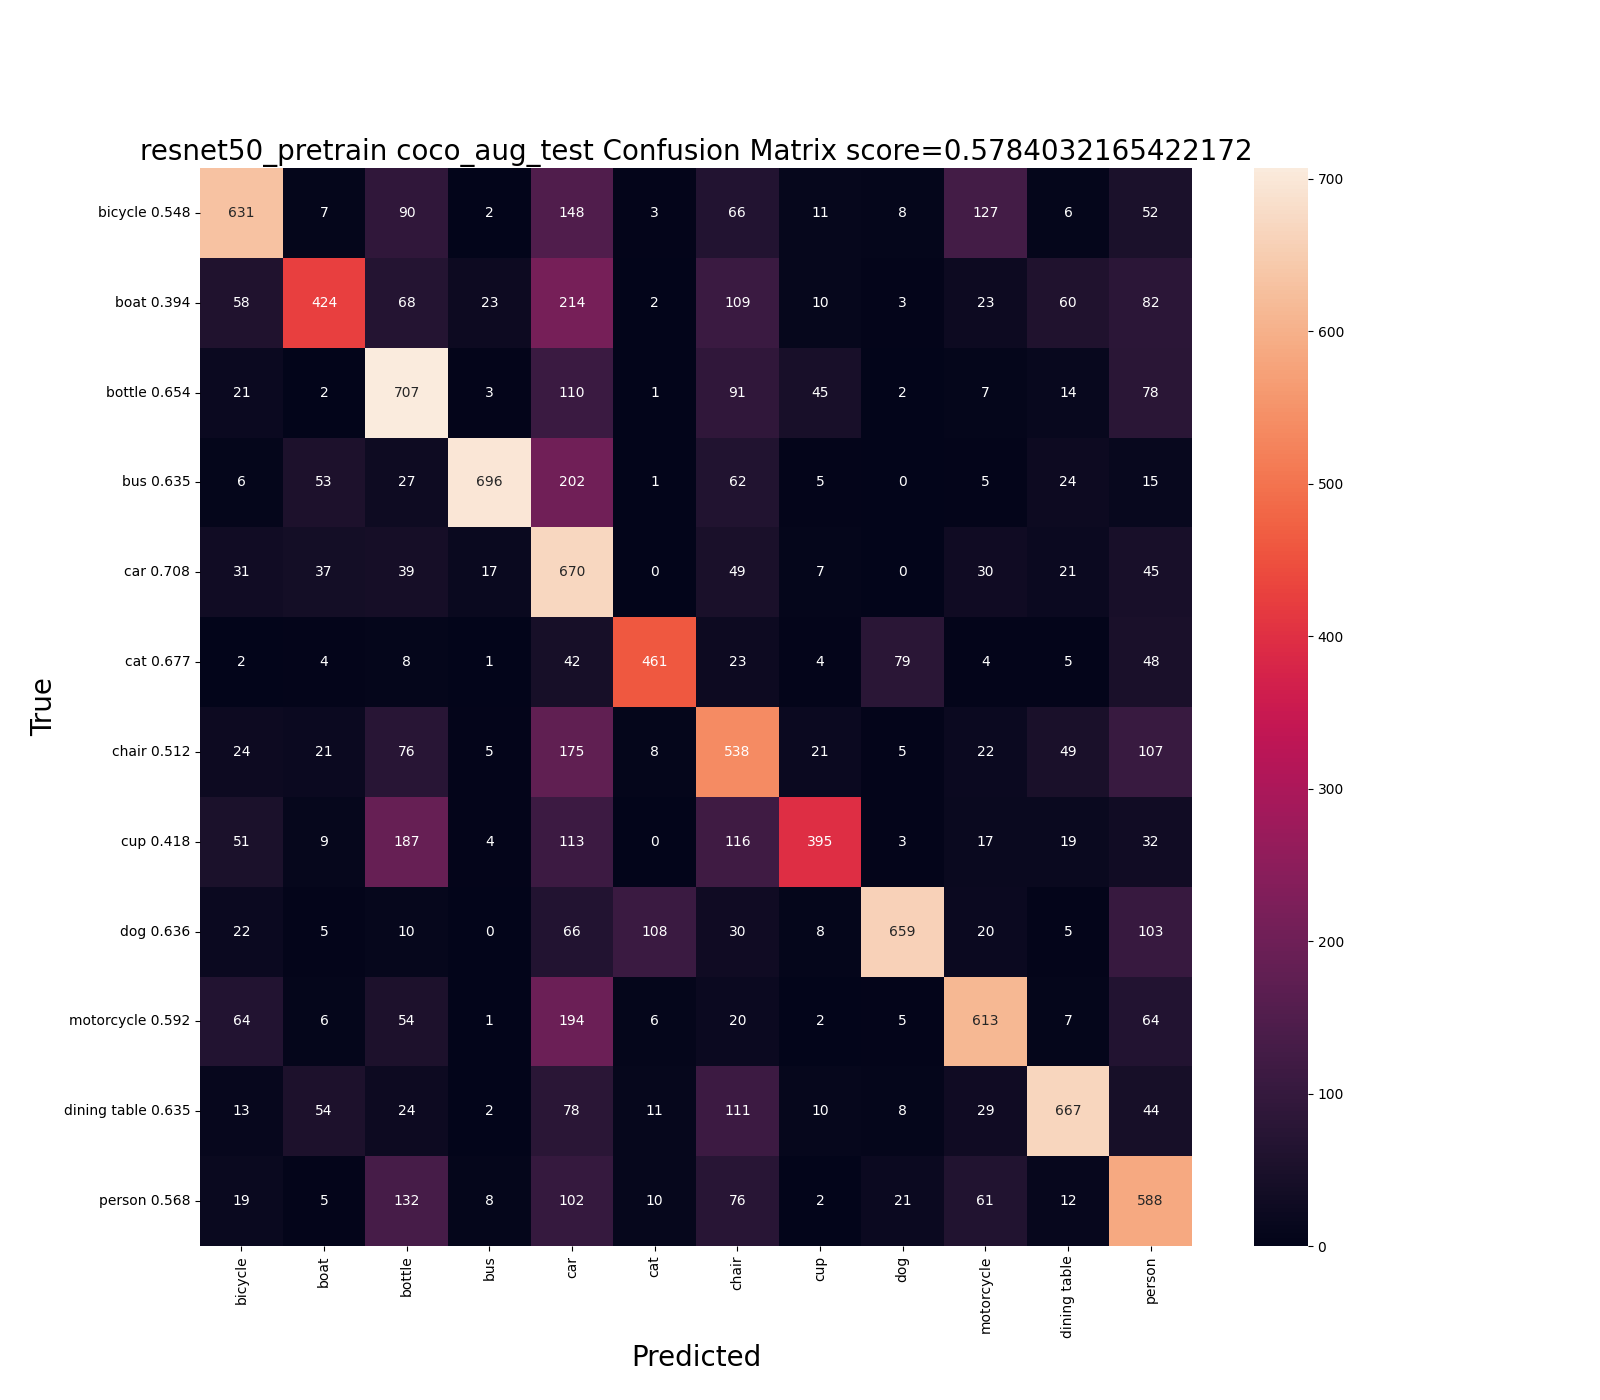 resnet50_pretrain coco_aug_test Confusion Matrix score=0.5784032165422172
bicycle 0.548 631 7 90 2 148 3 66 11 8 127 6 52
boat 0.394 58 424 68 23 214 2 109 10 3 23 60 82
bottle 0.654 21 2 707 3 110 1 91 45 2 7 14 78
bus 0.635 6 53 27 696 202 1 62 5 0 5 24 15
car 0.708 31 37 39 17 670 0 49 7 0 30 21 45
cat 0.677 2 4 8 1 42 461 23 4 79 4 5 48
chair 0.512 24 21 76 5 175 8 538 21 5 22 49 107
cup 0.418 51 9 187 4 113 0 116 395 3 17 19 32
dog 0.636 22 5 10 0 66 108 30 8 659 20 5 103
motorcycle 0.592 64 6 54 1 194 6 20 2 5 613 7 64
dining table 0.635 13 54 24 2 78 11 111 10 8 29 667 44
person 0.568 19 5 132 8 102 10 76 2 21 61 12 588
bicycle boat bottle bus car cat chair cup dog motorcycle dining table person
Predicted
True
700
600
500
400
300
200
100
0